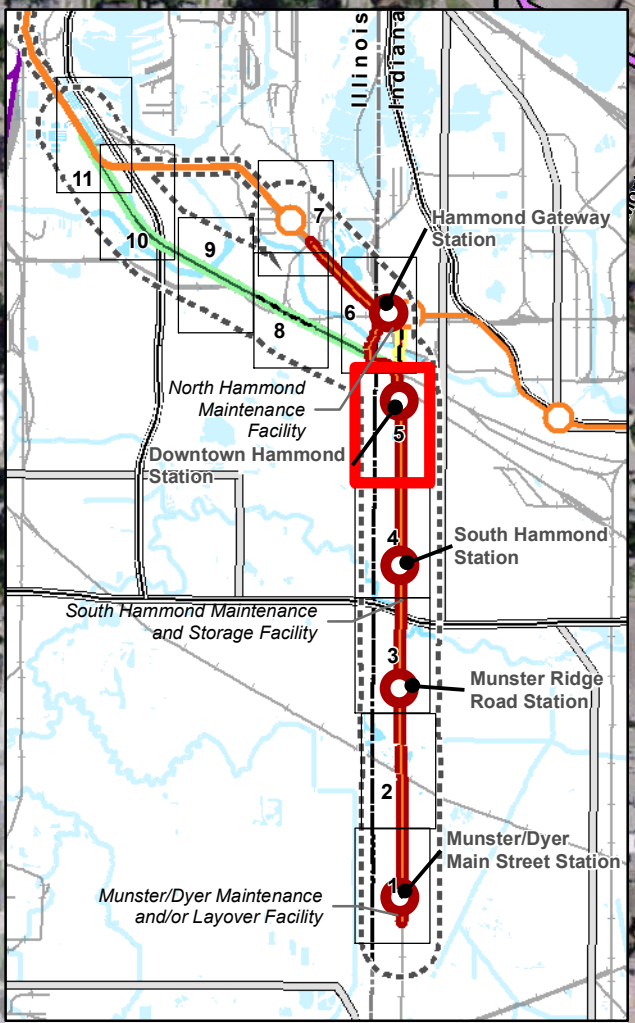 Illinois
Indiana
11
10
9
7
Hammond Gateway
Station
6
8
North Hammond
Maintenance
Facility
5
Downtown Hammond
Station
4
South Hammond
Station
South Hammond Maintenance
and Storage Facility
3
Munster Ridge
Road Station
2
Munster/Dyer
Main Street Station
1
Munster/Dyer Maintenance
and/or Layover Facility